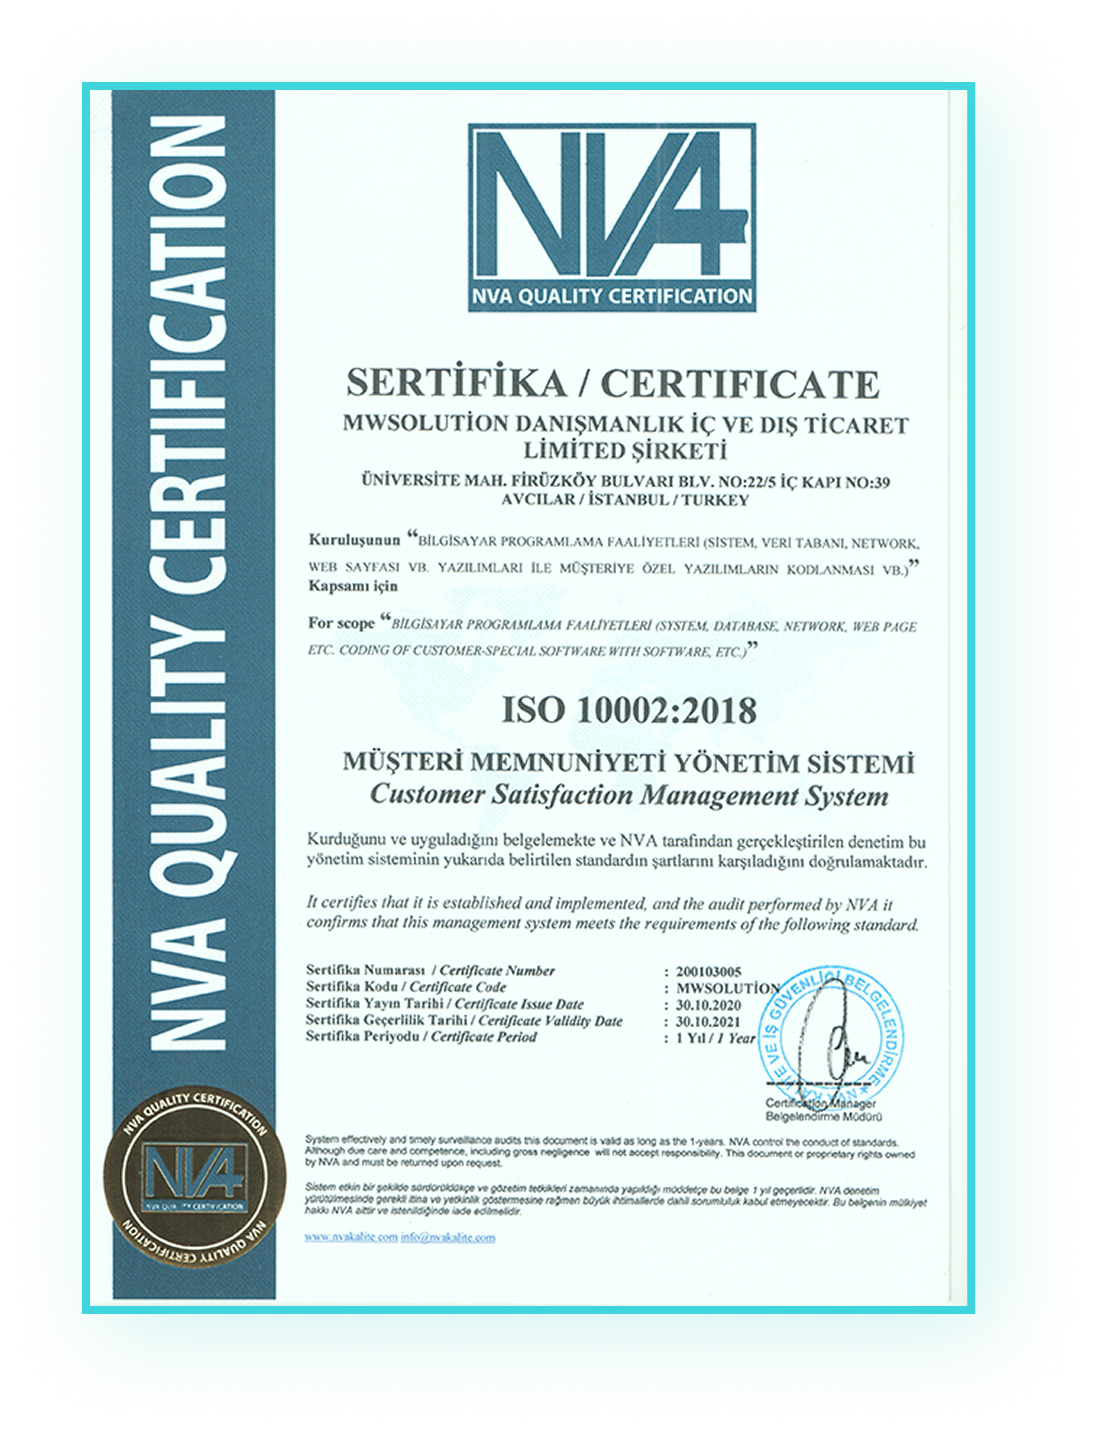 NVA QUALITY CERTIFICATION
NVA
NVA QUALITY CERTIFICATION
SERTİFİKA / CERTIFICATE
MWSOLUTİON DANIŞMANLIK İÇ VE DIŞ TİCARET
LİMİTED ŞİRKETİ
ÜNİVERSİTE MAH. FİRÜZKÖY BULVARI BLV. NO:22/5 İÇ KAPI NO:39
AVCILAR / İSTANBUL / TURKEY
Kuruluşunun “BİLGİSAYAR PROGRAMLAMA FAALİYETLERİ (SİSTEM, VERİ TABANI, NETWORK,
WEB SAYFASI VB. YAZILIMLARI İLE MÜŞTERİYE ÖZEL YAZILIMLARIN KODLANMASI VB.)”
Kapsamı için
For scope “BİLGİSAYAR PROGRAMLAMA FAALİYETLERİ (SYSTEM, DATABASE, NETWORK, WEB PAGE
ETC. CODING OF CUSTOMER-SPECIAL SOFTWARE WITH SOFTWARE, ETC.)”
ISO 10002:2018
MÜŞTERİ MEMNUNİYETİ YÖNETİM SİSTEMİ
Customer Satisfaction Management System
Kurduğunu ve uyguladığını belgelemekte ve NVA tarafından gerçekleştirilen denetim bu
yönetim sisteminin yukarıda belirtilen standardın şartlarını karşıladığını doğrulamaktadır.
It certifies that it is established and implemented, and the audit performed by NVA it
confirms that this management system meets the requirements of the following standard.
Sertifika Numarası / Certificate Number : 200103005
Sertifika Kodu / Certificate Code : MWSOLUTİON
Sertifika Yayın Tarihi / Certificate Issue Date : 30.10.2020
Sertifika Geçerlilik Tarihi / Certificate Validity Date : 30.10.2021
Sertifika Periyodu / Certificate Period : 1 Yıl / 1 Year
NVA KALİTE VE İŞ GÜVENLİĞİ BELGELENDİRME
Certification Manager
Belgelendirme Müdürü
System effectively and timely surveillance audits this document is valid as long as the 1-years. NVA control the conduct of standards.
Although due care and competence, including gross negligence will not accept responsibility. This document or proprietary rights owned
by NVA and must be returned upon request.
Sistem etkin bir şekilde sürdürüldükçe ve gözetim tetkikleri zamanında yapıldığı müddetçe bu belge 1 yıl geçerlidir. NVA denetim
yürütülmesinde gerekli itina ve yetkinlik göstermesine rağmen büyük ihtimallerde dahil sorumluluk kabul etmeyecektir. Bu belgenin mülkiyet
hakkı NVA aittir ve istenildiğinde iade edilmelidir.
www.nvakalite.com info@nvakalite.com
NVA QUALITY CERTIFICATION
NVA
NVA QUALITY CERTIFICATION
NVA QUALITY CERTIFICATION